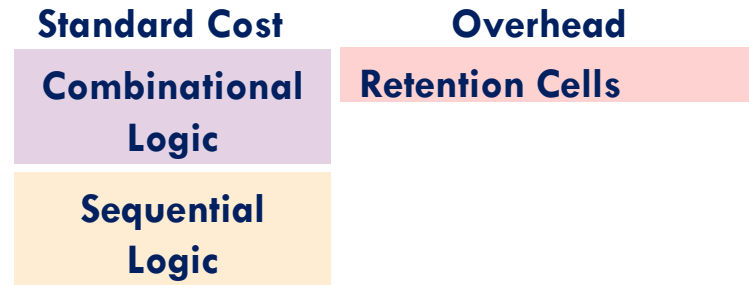 Standard Cost
Overhead
Combinational
Logic
Retention Cells
Sequential
Logic